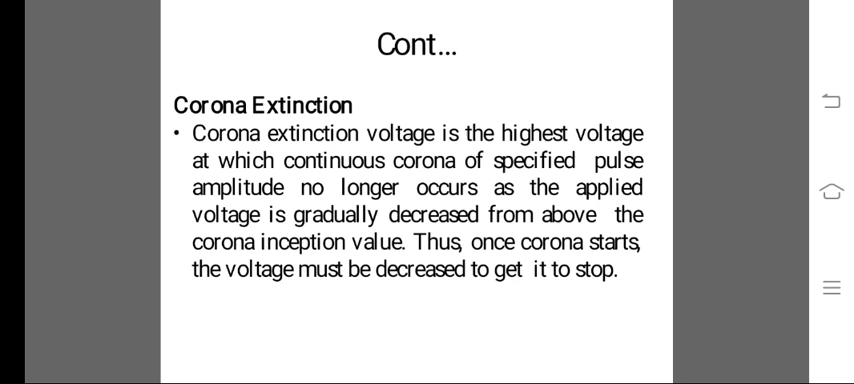 Cont...
Corona Extinction
• Corona extinction voltage is the highest voltage
at which continuous corona of specified pulse
amplitude no longer occurs as the applied
voltage is gradually decreased from above the
corona inception value. Thus, once corona starts,
the voltage must be decreased to get it to stop.